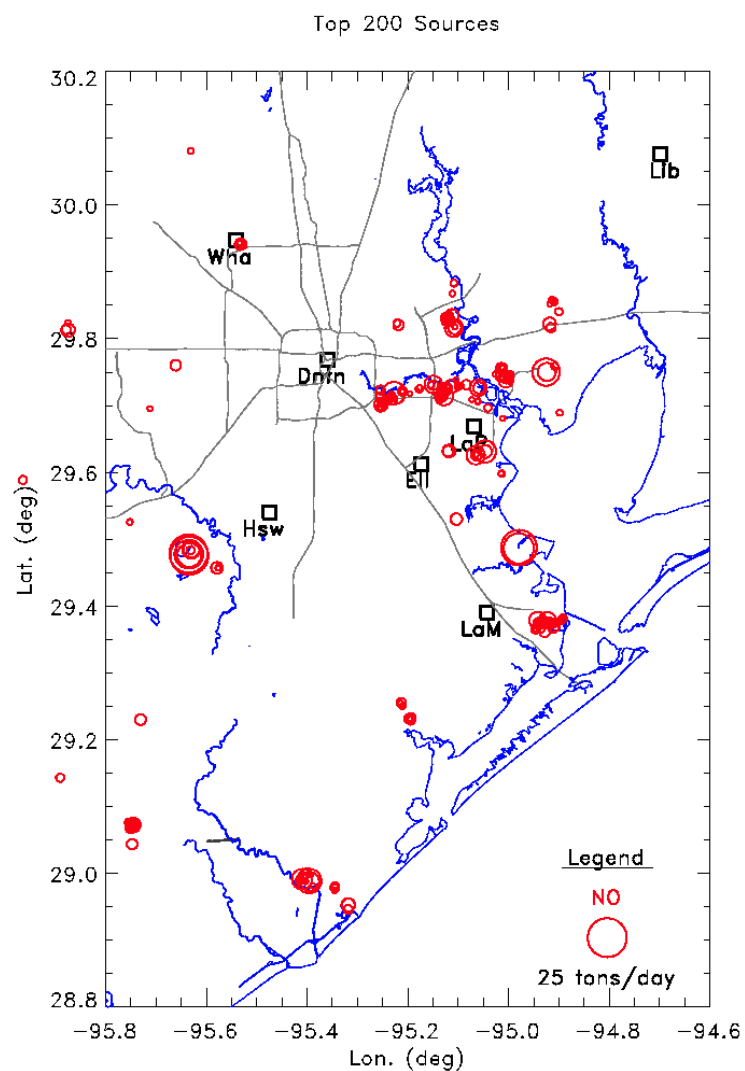 Top 200 Sources
30.2
Lib
30.0
Wha
29.8
Dntn
LaP
29.6
Ell
Hsw
Lat. (deg)
29.4
LaM
29.2
29.0
Legend
NO
25 tons/day
28.8
−95.8 −95.6 −95.4 −95.2 −95.0 −94.8 −94.6
Lon. (deg)